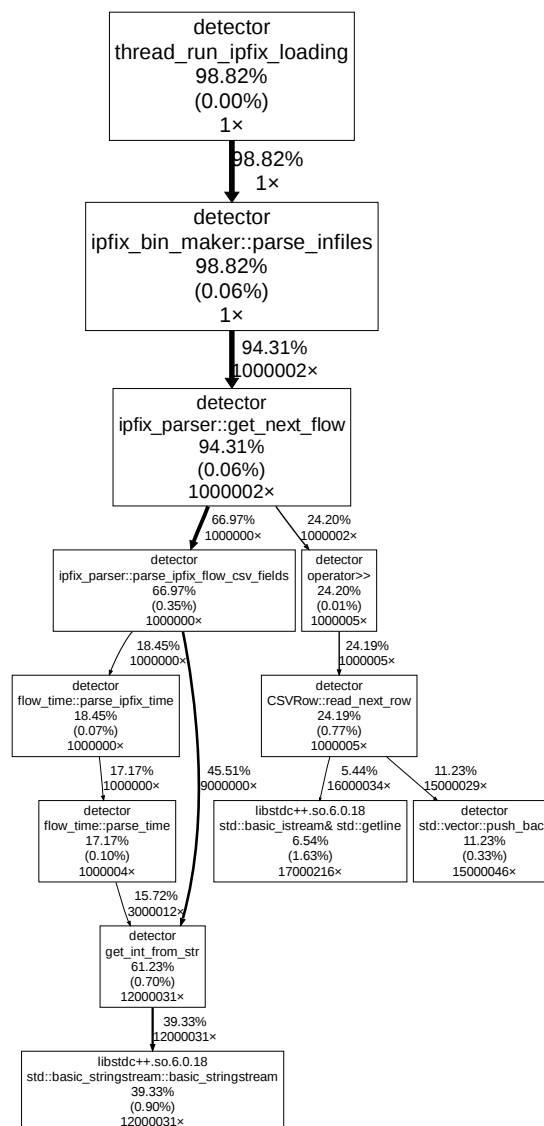 detector
thread_run_ipfix_loading
98.82%
(0.00%)
1×
98.82%
1×
detector
ipfix_bin_maker::parse_infiles
98.82%
(0.06%)
1×
94.31%
1000002×
detector
ipfix_parser::get_next_flow
94.31%
(0.06%)
1000002×
66.97%
1000000×
24.20%
1000002×
detector
ipfix_parser::parse_ipfix_flow_csv_fields
66.97%
(0.35%)
1000000×
detector
operator>>
24.20%
(0.01%)
1000005×
18.45%
1000000×
24.19%
1000005×
detector
flow_time::parse_ipfix_time
18.45%
(0.07%)
1000000×
detector
CSVRow::read_next_row
24.19%
(0.77%)
1000005×
17.17%
1000000×
45.51%
9000000×
5.44%
16000034×
11.23%
15000029×
detector
flow_time::parse_time
17.17%
(0.10%)
1000004×
libstdc++.so.6.0.18
std::basic_istream& std::getline
6.54%
(1.63%)
17000216×
detector
std::vector::push_bac
11.23%
(0.33%)
15000046×
15.72%
3000012×
detector
get_int_from_str
61.23%
(0.70%)
12000031×
39.33%
12000031×
libstdc++.so.6.0.18
std::basic_stringstream::basic_stringstream
39.33%
(0.90%)
12000031×